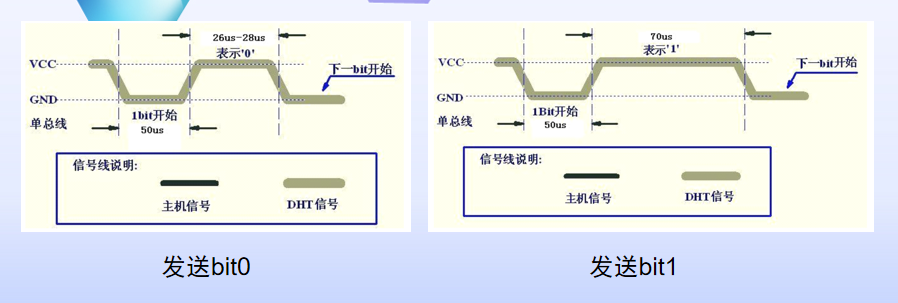 26us-28us
表示'0'
VCC
下一bit开始
GND
1bit开始
单总线
50us
信号线说明:
主机信号
DHT信号
发送bit0
70us
表示'1'
VCC
下一bit开始
GND
1Bit开始
单总线
50us
信号线说明:
主机信号
DHT信号
发送bit1